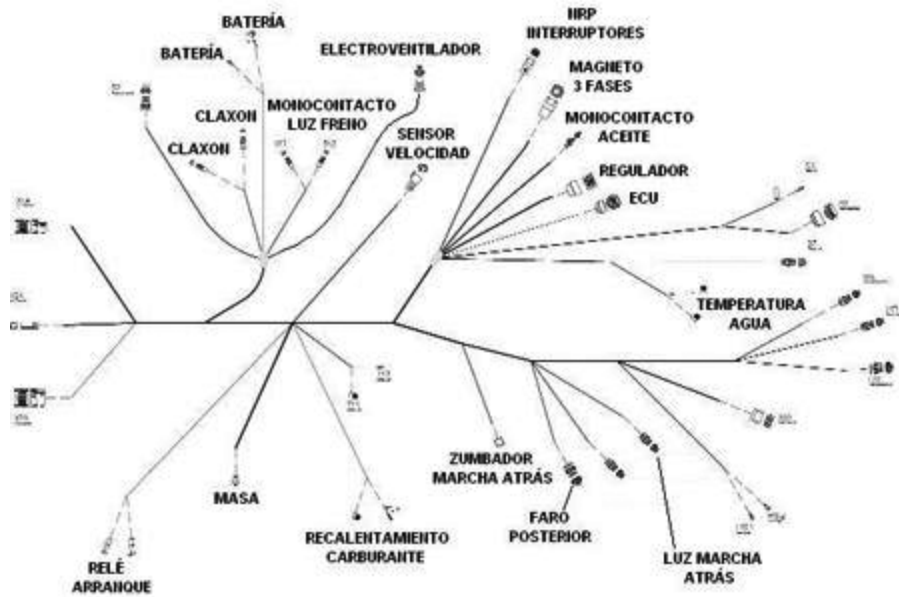 BATERÍA
BATERÍA
ELECTROVENTILADOR
NRP
INTERRUPTORES
MAGNETO
3 FASES
CLAXON
CLAXON
MONOCONTACTO
LUZ FRENO
SENSOR
VELOCIDAD
MONOCONTACTO
ACEITE
REGULADOR
ECU
TEMPERATURA
AGUA
MASA
ZUMBADOR
MARCHA ATRÁS
RECALENTAMIENTO
CARBURANTE
FARO
POSTERIOR
RELÉ
ARRANQUE
LUZ MARCHA
ATRÁS